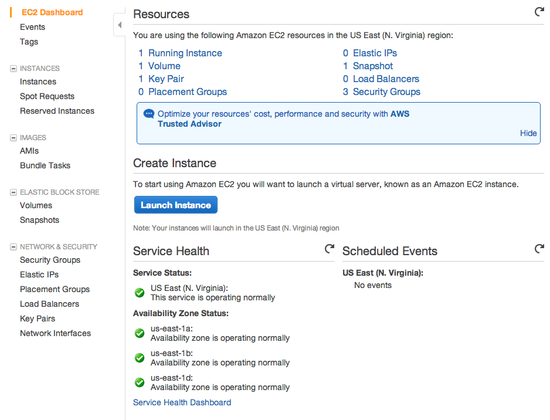 EC2 Dashboard
Events
Tags
INSTANCES
Instances
Spot Requests
Reserved Instances
IMAGES
AMIs
Bundle Tasks
ELASTIC BLOCK STORE
Volumes
Snapshots
NETWORK & SECURITY
Security Groups
Elastic IPs
Placement Groups
Load Balancers
Key Pairs
Network Interfaces
Resources
You are using the following Amazon EC2 resources in the US East (N. Virginia) region:
1 Running Instance
0 Elastic IPs
1 Volume
1 Snapshot
1 Key Pair
0 Load Balancers
0 Placement Groups
3 Security Groups
Optimize your resources' cost, performance and security with AWS
Trusted Advisor
Hide
Create Instance
To start using Amazon EC2 you will want to launch a virtual server, known as an Amazon EC2 instance.
Launch Instance
Note: Your instances will launch in the US East (N. Virginia) region
Service Health
Service Status:
US East (N. Virginia):
This service is operating normally
Availability Zone Status:
us-east-1a:
Availability zone is operating normally
us-east-1b:
Availability zone is operating normally
us-east-1d:
Availability zone is operating normally
Service Health Dashboard
Scheduled Events
US East (N. Virginia):
No events